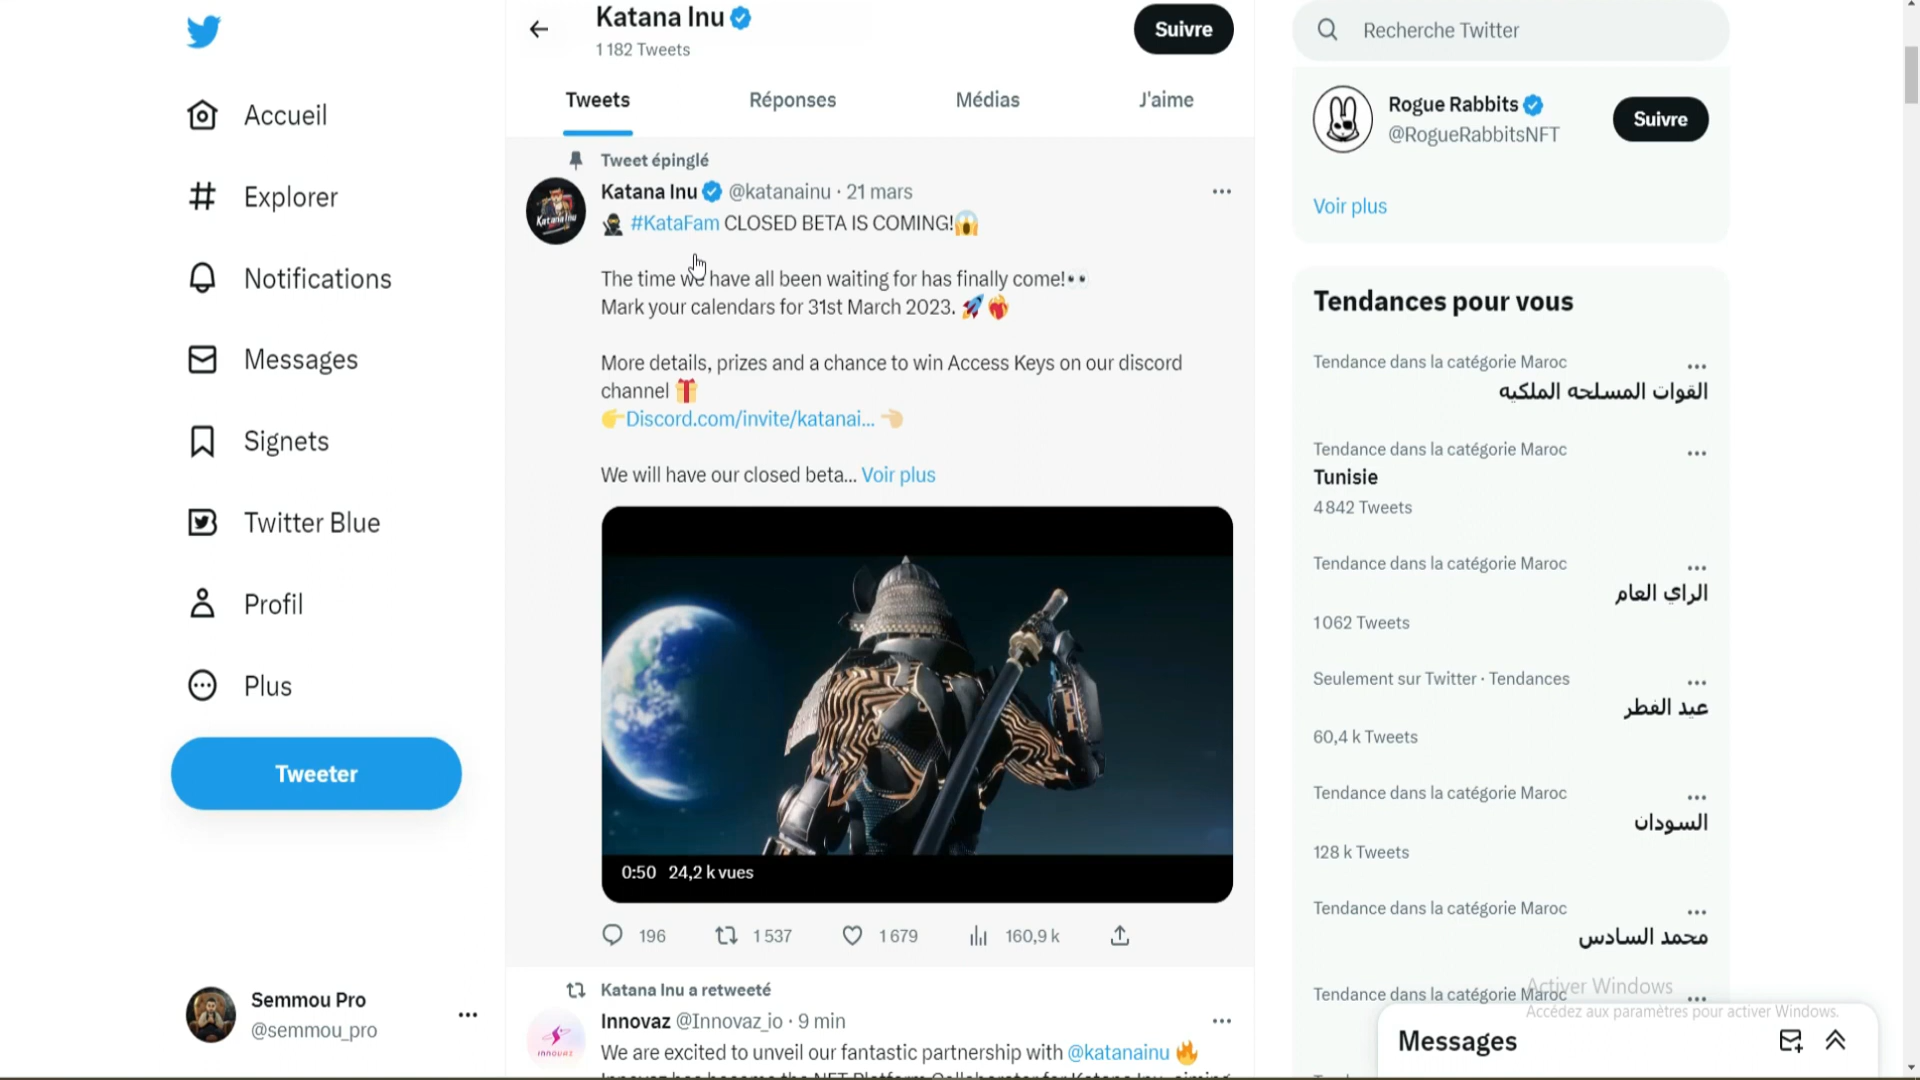 Accueil
Explorer
Notifications
Messages
Signets
Twitter Blue
Profil
Plus
Tweeter
Semmou Pro
@semmou_pro
Katana Inu
1 182 Tweets
Suivre
Tweets
Réponses
Médias
J'aime
Tweet épinglé
Katana Inu @katanainu · 21 mars
#KataFam CLOSED BETA IS COMING!
The time we have all been waiting for has finally come!
Mark your calendars for 31st March 2023.
More details, prizes and a chance to win Access Keys on our discord
channel
Discord.com/invite/katanai...
We will have our closed beta... Voir plus
0:50 24,2 k vues
196 1 537 1 679 160,9 k
Katana Inu a retweeté
Innovaz @Innovaz_io · 9 min
We are excited to unveil our fantastic partnership with @katanainu
Recherche Twitter
Rogue Rabbits
@RogueRabbitsNFT
Suivre
Voir plus
Tendances pour vous
Tendance dans la catégorie Maroc
القوات المسلحه الملكيه
Tendance dans la catégorie Maroc
Tunisie
4 842 Tweets
Tendance dans la catégorie Maroc
الراي العام
1 062 Tweets
Seulement sur Twitter · Tendances
عيد الفطر
60,4 k Tweets
Tendance dans la catégorie Maroc
السودان
128 k Tweets
Tendance dans la catégorie Maroc
محمد السادس
Tendance dans la catégorie Maroc
Activer Windows
Accédez aux paramètres pour activer Windows.
Messages